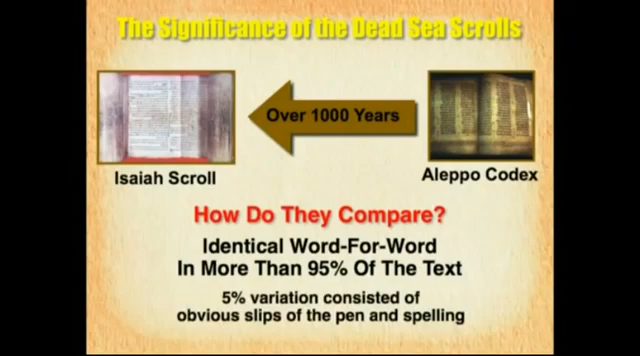 The Significance of the Dead Sea Scrolls
Over 1000 Years
Isaiah Scroll
Aleppo Codex
How Do They Compare?
Identical Word-For-Word
In More Than 95% Of The Text
5% variation consisted of
obvious slips of the pen and spelling